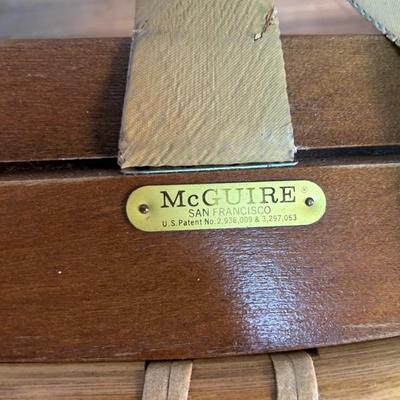 McGUIRE®
SAN FRANCISCO
U.S. Patent No. 2,936,009 & 3,297,063